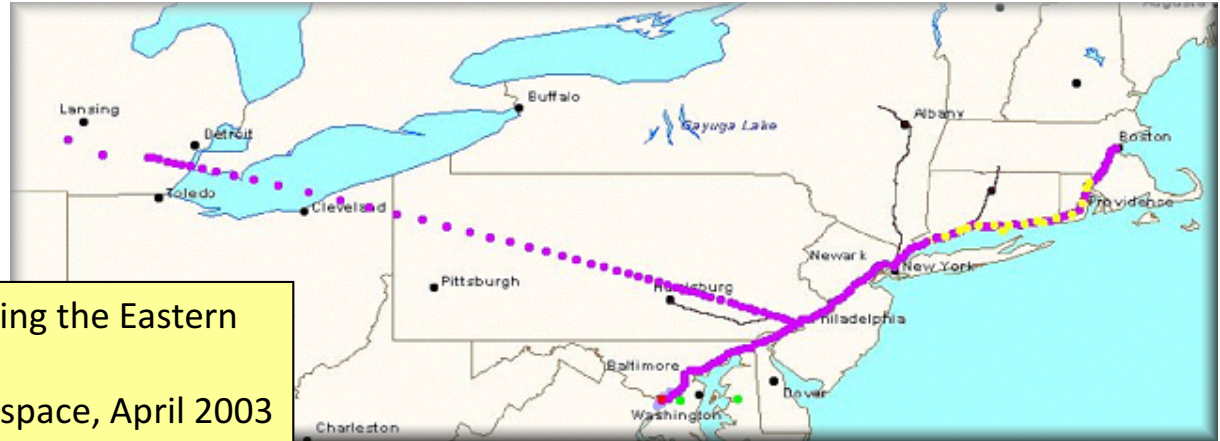 Augusta
Buffalo
Lansing
Cayuga Lake
Albany
Detroit
Boston
Toledo
Cleveland
Providence
Newark
New York
Pittsburgh
Harrisburg
Philadelphia
ing the Eastern
Baltimore
Dover
Washington
space, April 2003
Charleston